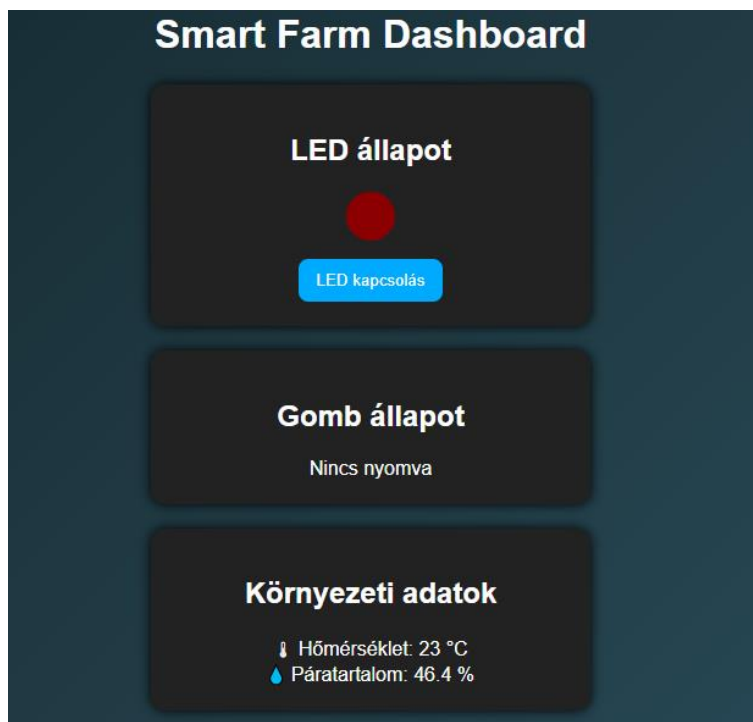 Smart Farm Dashboard
LED állapot
LED kapcsolás
Gomb állapot
Nincs nyomva
Környezeti adatok
🌡 Hőmérséklet: 23 °C
💧 Páratartalom: 46.4 %